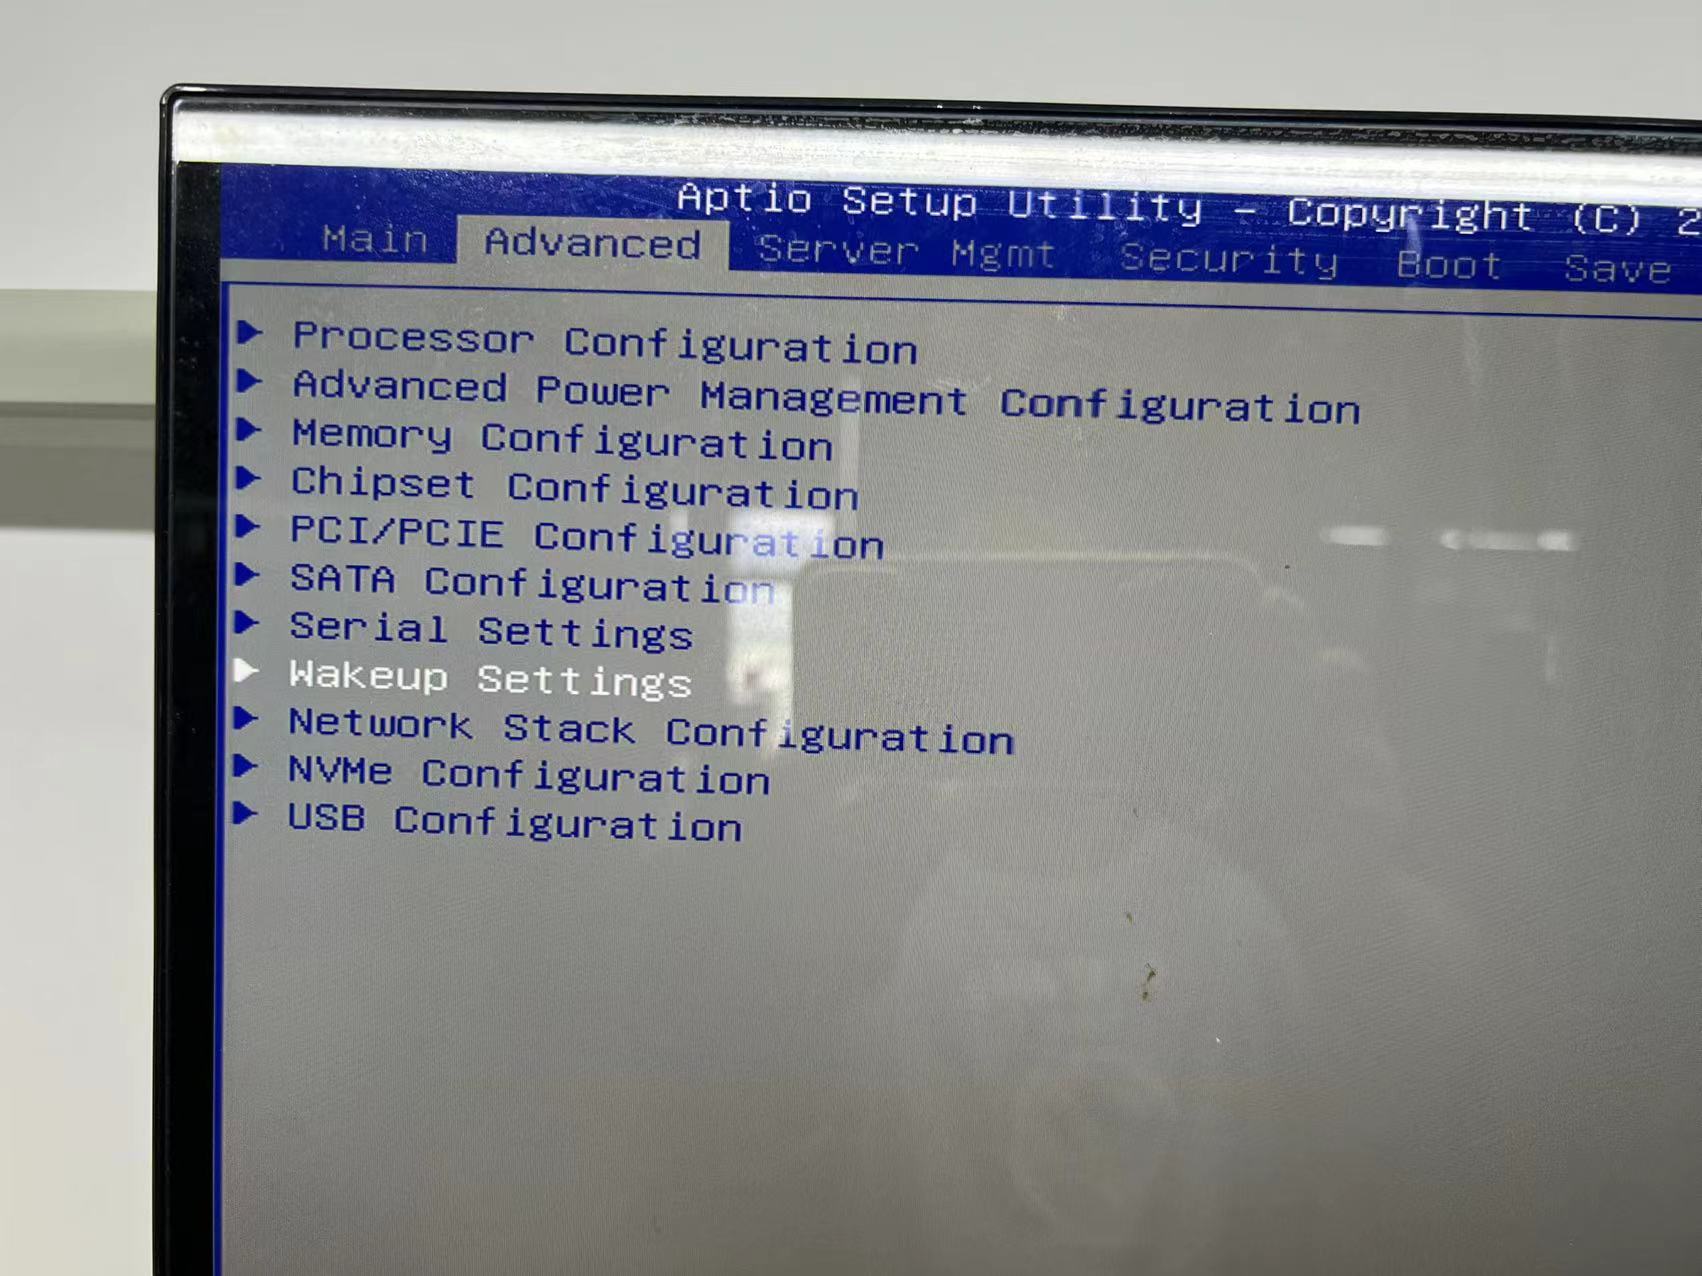 Aptio Setup Utility - Copyright (C) 2
Main Advanced Server Mgmt Security Boot Save
Processor Configuration
Advanced Power Management Configuration
Memory Configuration
Chipset Configuration
PCI/PCIE Configuration
SATA Configuration
Serial Settings
Wakeup Settings
Network Stack Configuration
NVMe Configuration
USB Configuration